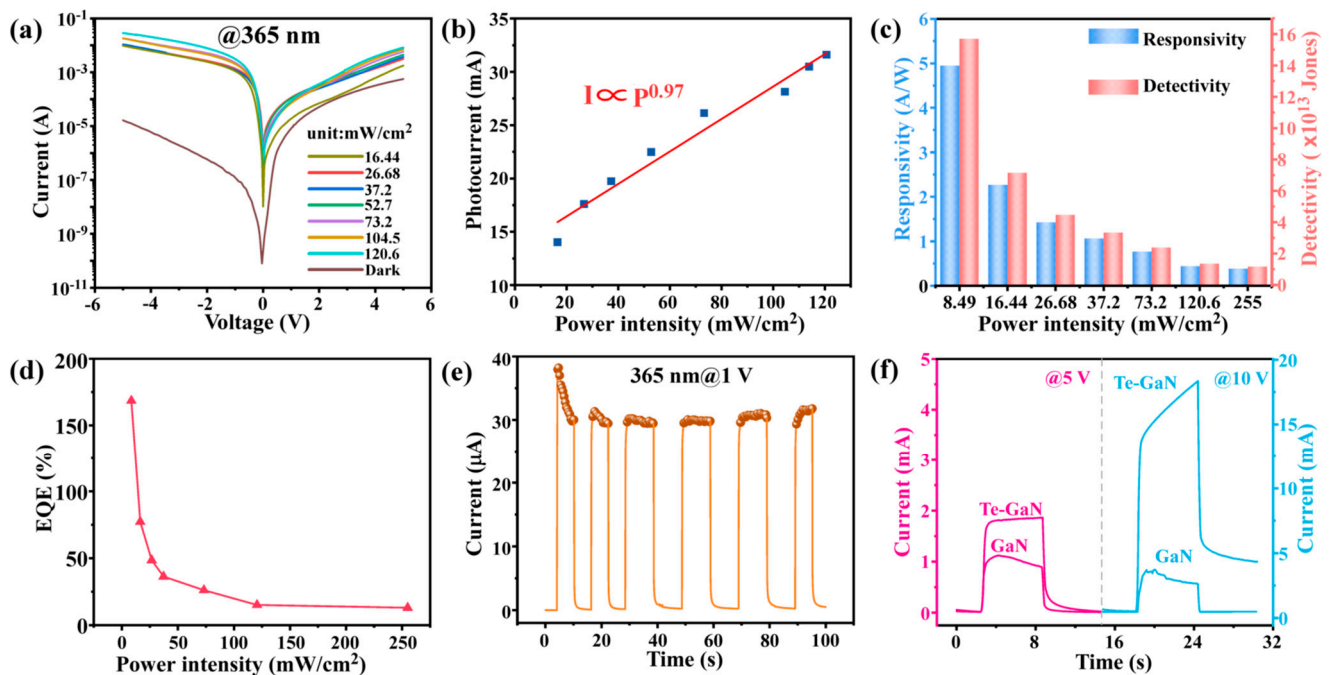 (a)
@365 nm
Current (A)
10⁻¹
10⁻³
10⁻⁵
10⁻⁷
10⁻⁹
10⁻¹¹
unit:mW/cm²
16.44
26.68
37.2
52.7
73.2
104.5
120.6
Dark
-6 -4 -2 0 2 4 6
Voltage (V)
(b)
Photocurrent (mA)
35
30
25
20
15
10
I∝P^0.97
0 20 40 60 80 100 120
Power intensity (mW/cm²)
(c)
Responsivity (A/W)
6
5
4
3
2
1
0
Responsivity
Detectivity
16
14
12
10
8
6
4
2
0
Detectivity ( ×10¹³ Jones)
8.49 16.44 26.68 37.2 73.2 120.6 255
Power intensity (mW/cm²)
(d)
EQE (%)
200
150
100
50
0
0 50 100 150 200 250
Power intensity (mW/cm²)
(e)
365 nm@1 V
Current (μA)
40
30
20
10
0
0 20 40 60 80 100
Time (s)
(f)
@5 V
@10 V
Current (mA)
5
4
3
2
1
0
Te-GaN
GaN
Te-GaN
GaN
20
15
10
5
0
Current (mA)
0 8 16 24 32
Time (s)